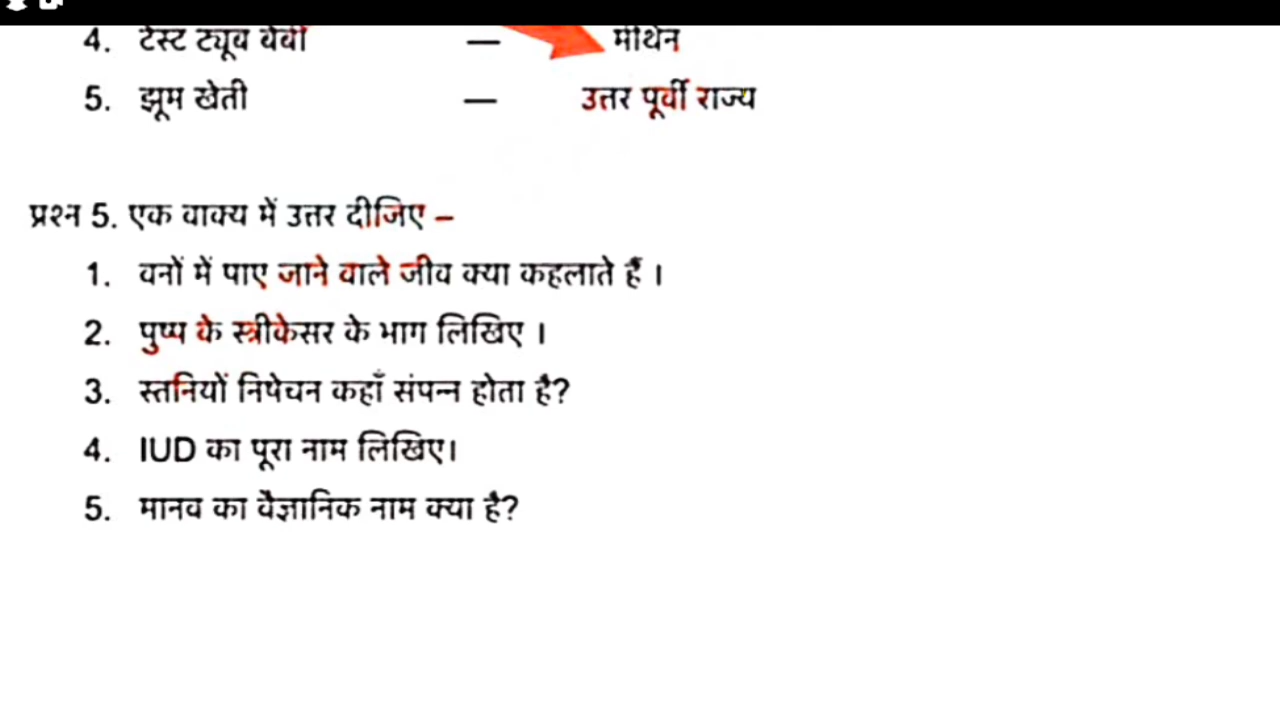 4. टेस्ट ट्यूब बेबी — मीथेन
5. झूम खेती — उत्तर पूर्वी राज्य
प्रश्न 5. एक वाक्य में उत्तर दीजिए –
1. वनों में पाए जाने वाले जीव क्या कहलाते हैं ।
2. पुष्प के स्त्रीकेसर के भाग लिखिए ।
3. स्तनियों निषेचन कहाँ संपन्न होता है?
4. IUD का पूरा नाम लिखिए।
5. मानव का वैज्ञानिक नाम क्या है?